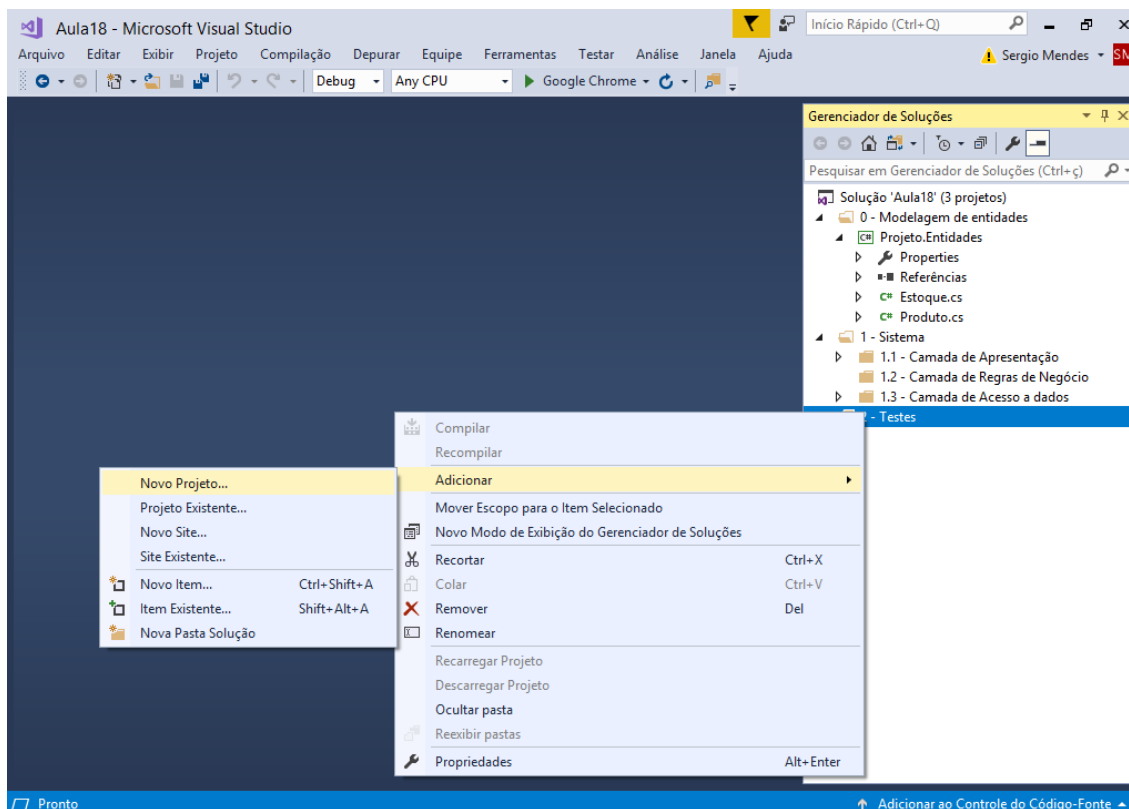 Aula18 - Microsoft Visual Studio
Início Rápido (Ctrl+Q)
Arquivo Editar Exibir Projeto Compilação Depurar Equipe Ferramentas Testar Análise Janela Ajuda
Sergio Mendes SM
Debug Any CPU Google Chrome
Gerenciador de Soluções
Pesquisar em Gerenciador de Soluções (Ctrl+ç)
Solução 'Aula18' (3 projetos)
0 - Modelagem de entidades
C# Projeto.Entidades
Properties
Referências
C# Estoque.cs
C# Produto.cs
1 - Sistema
1.1 - Camada de Apresentação
1.2 - Camada de Regras de Negócio
1.3 - Camada de Acesso a dados
- Testes
Compilar
Recompilar
Adicionar
Mover Escopo para o Item Selecionado
Novo Modo de Exibição do Gerenciador de Soluções
Recortar Ctrl+X
Colar Ctrl+V
Remover Del
Renomear
Recarregar Projeto
Descarregar Projeto
Ocultar pasta
Reexibir pastas
Propriedades Alt+Enter
Novo Projeto...
Projeto Existente...
Novo Site...
Site Existente...
Novo Item... Ctrl+Shift+A
Item Existente... Shift+Alt+A
Nova Pasta Solução
Pronto
Adicionar ao Controle do Código-Fonte